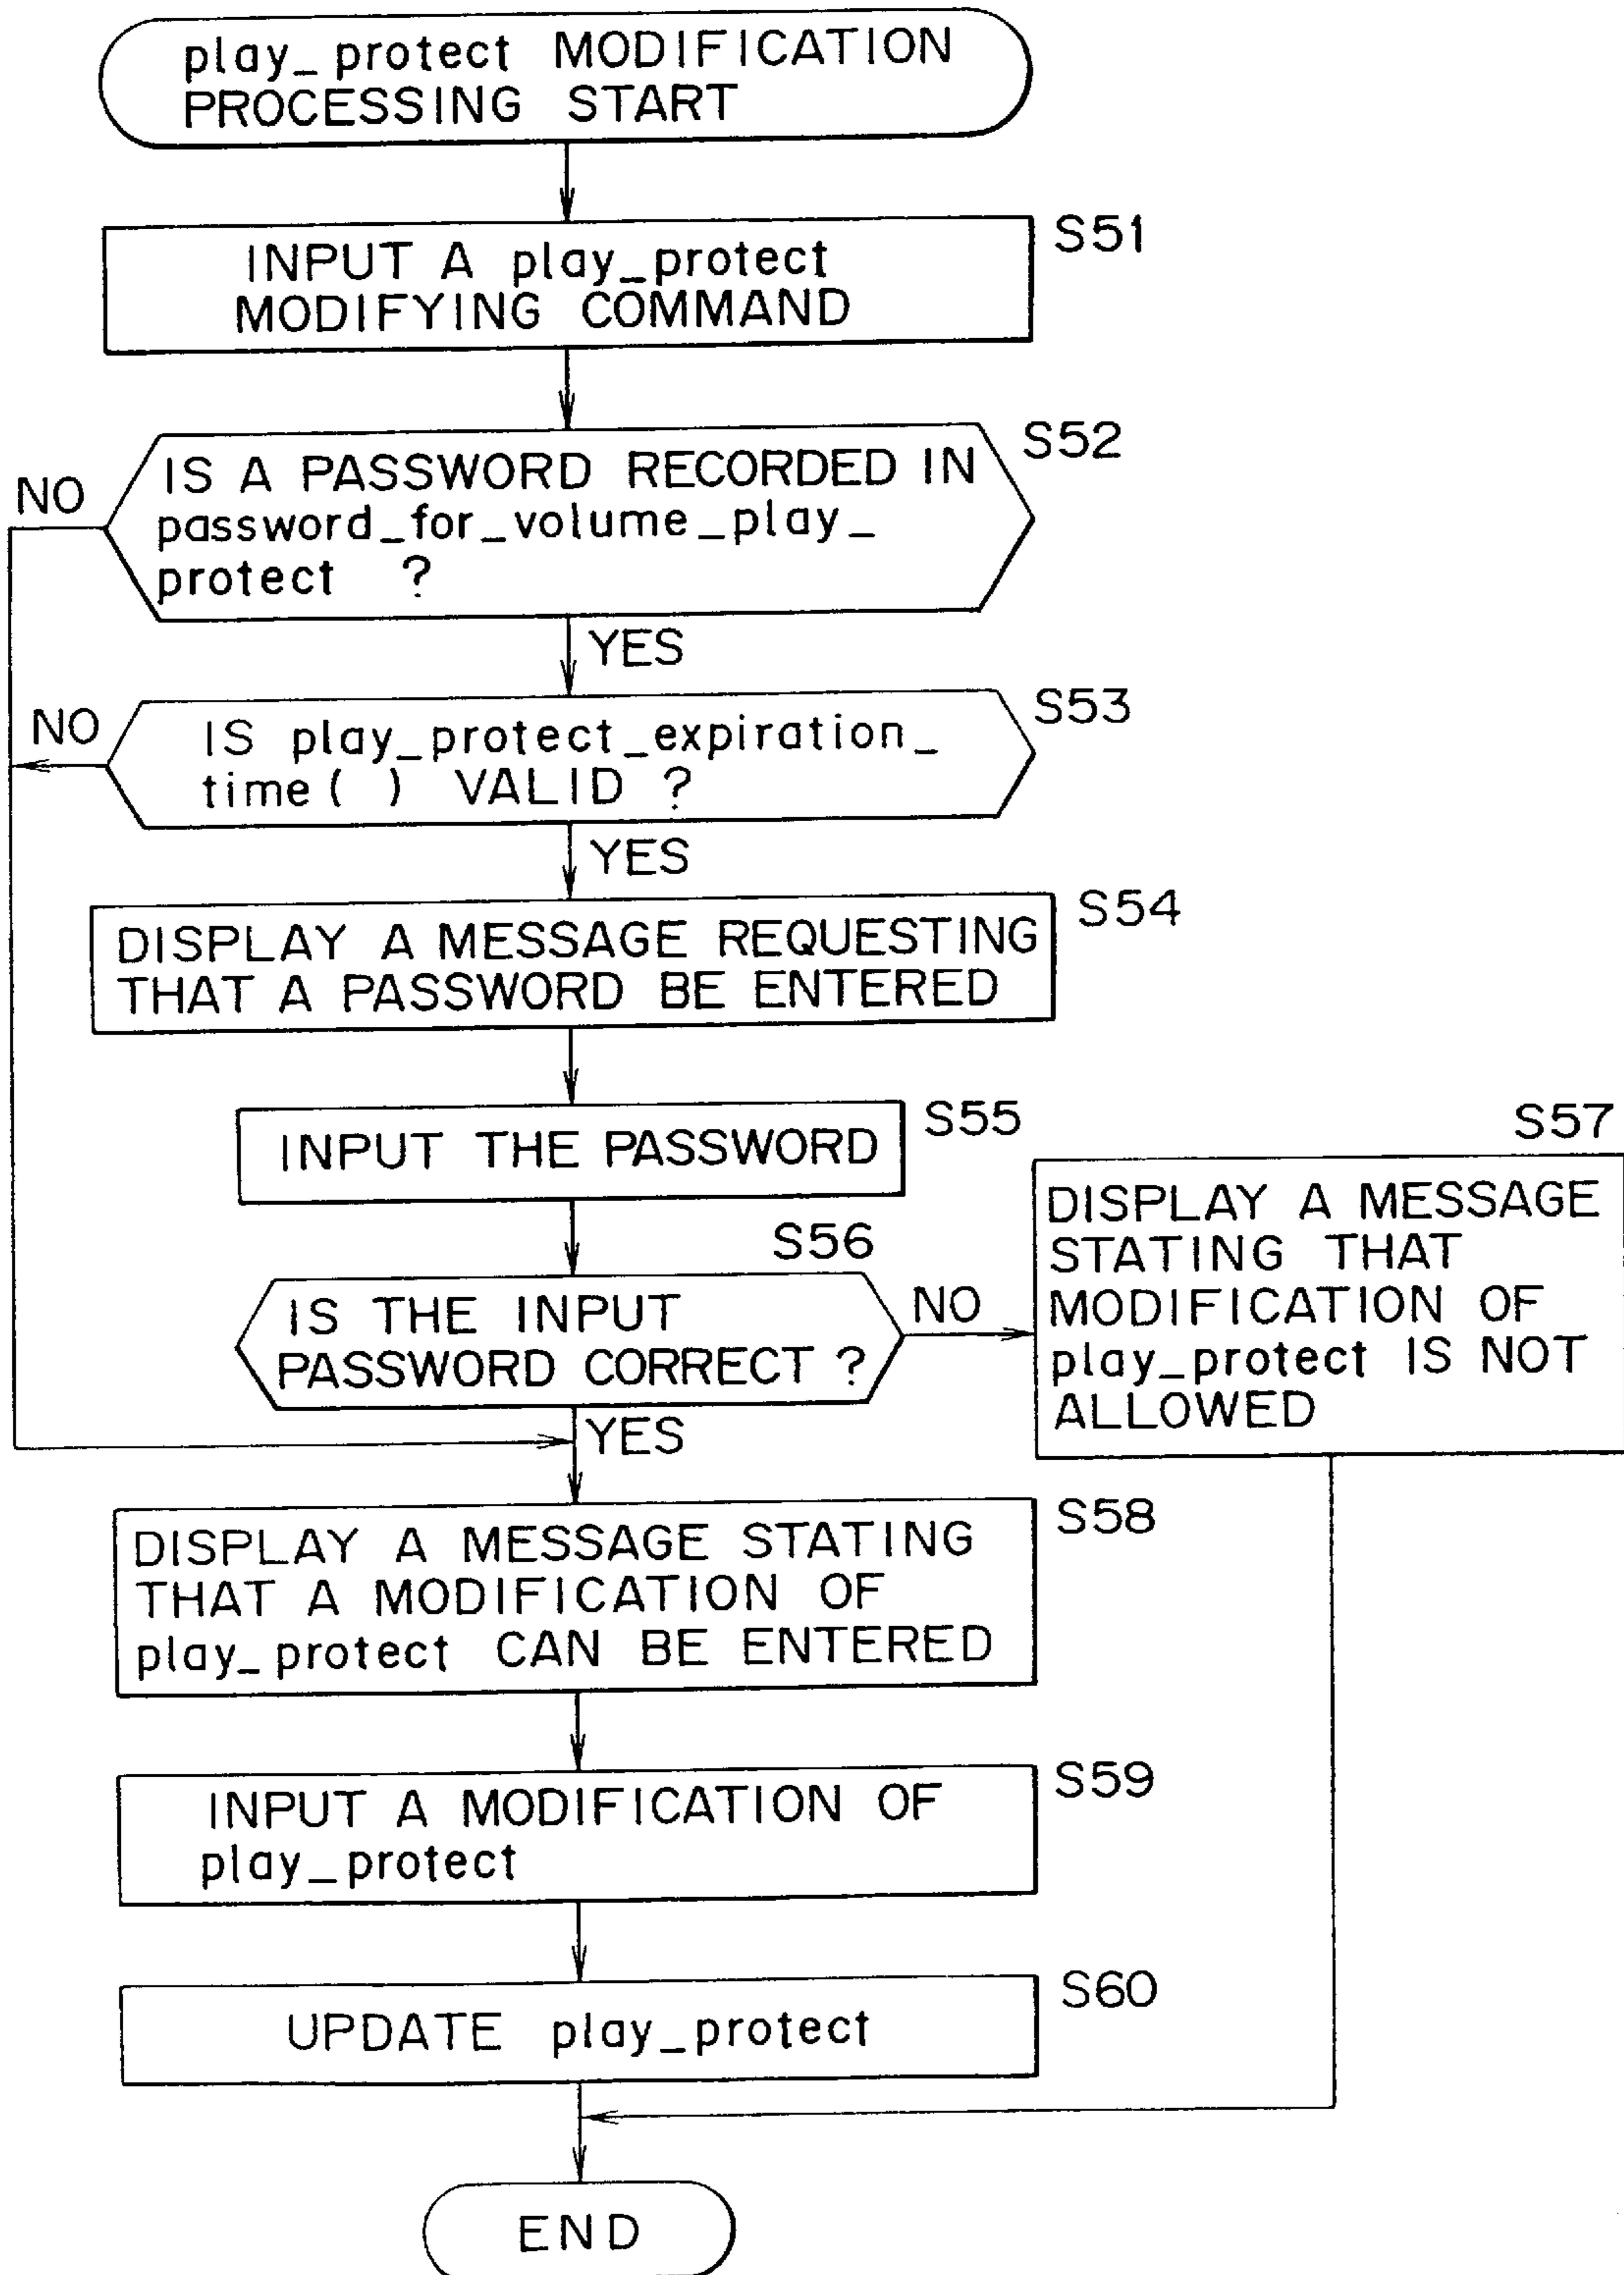 play_protect MODIFICATION
PROCESSING START
S51
INPUT A play_protect
MODIFYING COMMAND
S52
IS A PASSWORD RECORDED IN
password_for_volume_play_
protect ?
NO
YES
S53
IS play_protect_expiration_
time( ) VALID ?
NO
YES
S54
DISPLAY A MESSAGE REQUESTING
THAT A PASSWORD BE ENTERED
S55
INPUT THE PASSWORD
S56
IS THE INPUT
PASSWORD CORRECT ?
NO
YES
S57
DISPLAY A MESSAGE
STATING THAT
MODIFICATION OF
play_protect IS NOT
ALLOWED
S58
DISPLAY A MESSAGE STATING
THAT A MODIFICATION OF
play_protect CAN BE ENTERED
S59
INPUT A MODIFICATION OF
play_protect
S60
UPDATE play_protect
END